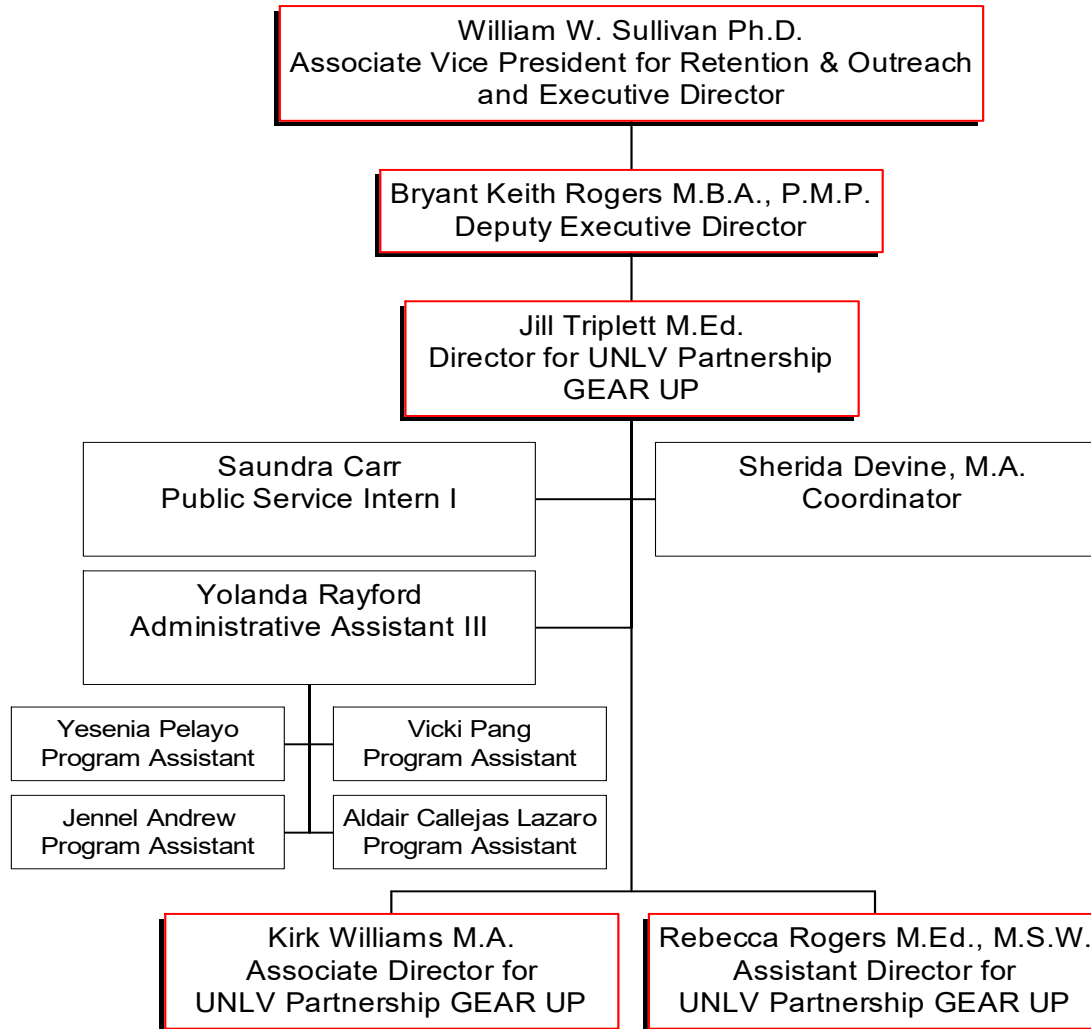 William W. Sullivan Ph.D.
Associate Vice President for Retention & Outreach
and Executive Director
Bryant Keith Rogers M.B.A., P.M.P.
Deputy Executive Director
Jill Triplett M.Ed.
Director for UNLV Partnership
GEAR UP
Saundra Carr
Public Service Intern I
Sherida Devine, M.A.
Coordinator
Yolanda Rayford
Administrative Assistant III
Yesenia Pelayo
Program Assistant
Vicki Pang
Program Assistant
Jennel Andrew
Program Assistant
Aldair Callejas Lazaro
Program Assistant
Kirk Williams M.A.
Associate Director for
UNLV Partnership GEAR UP
Rebecca Rogers M.Ed., M.S.W.
Assistant Director for
UNLV Partnership GEAR UP